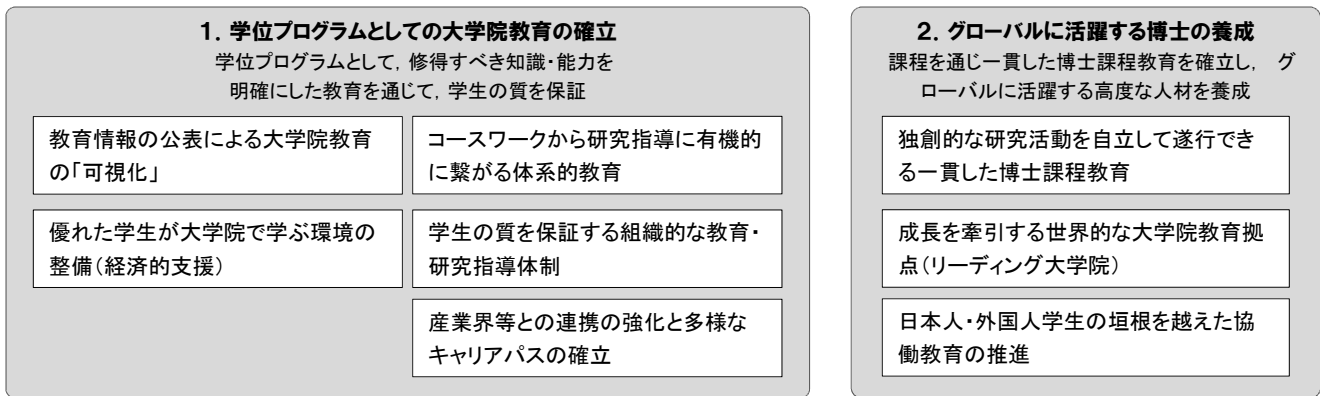 1．学位プログラムとしての大学院教育の確立
学位プログラムとして，修得すべき知識・能力を
明確にした教育を通じて，学生の質を保証
教育情報の公表による大学院教育
の「可視化」
コースワークから研究指導に有機的
に繋がる体系的教育
優れた学生が大学院で学ぶ環境の
整備（経済的支援）
学生の質を保証する組織的な教育・
研究指導体制
産業界等との連携の強化と多様な
キャリアパスの確立
2．グローバルに活躍する博士の養成
課程を通じ一貫した博士課程教育を確立し，　グ
ローバルに活躍する高度な人材を養成
独創的な研究活動を自立して遂行でき
る一貫した博士課程教育
成長を牽引する世界的な大学院教育拠
点（リーディング大学院）
日本人・外国人学生の垣根を越えた協
働教育の推進